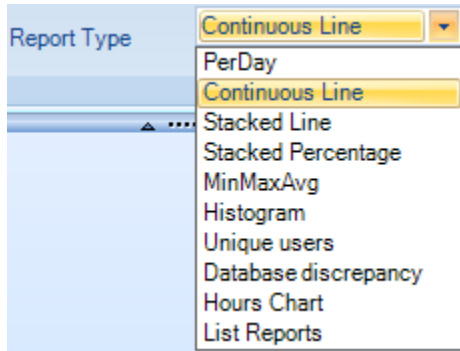 Report Type
Continuous Line
PerDay
Continuous Line
Stacked Line
Stacked Percentage
MinMaxAvg
Histogram
Unique users
Database discrepancy
Hours Chart
List Reports